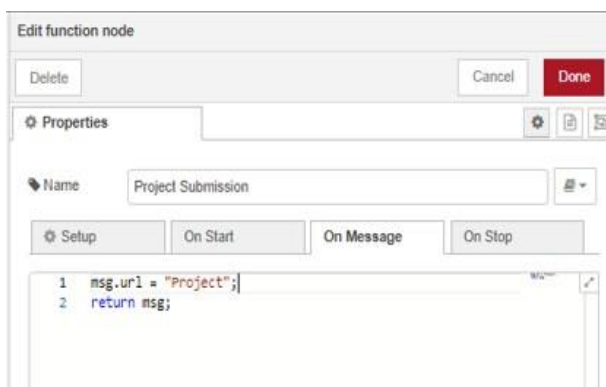 Edit function node
Delete Cancel Done
Properties
Name Project Submission
Setup On Start On Message On Stop
1 msg.url = "Project";
2 return msg;